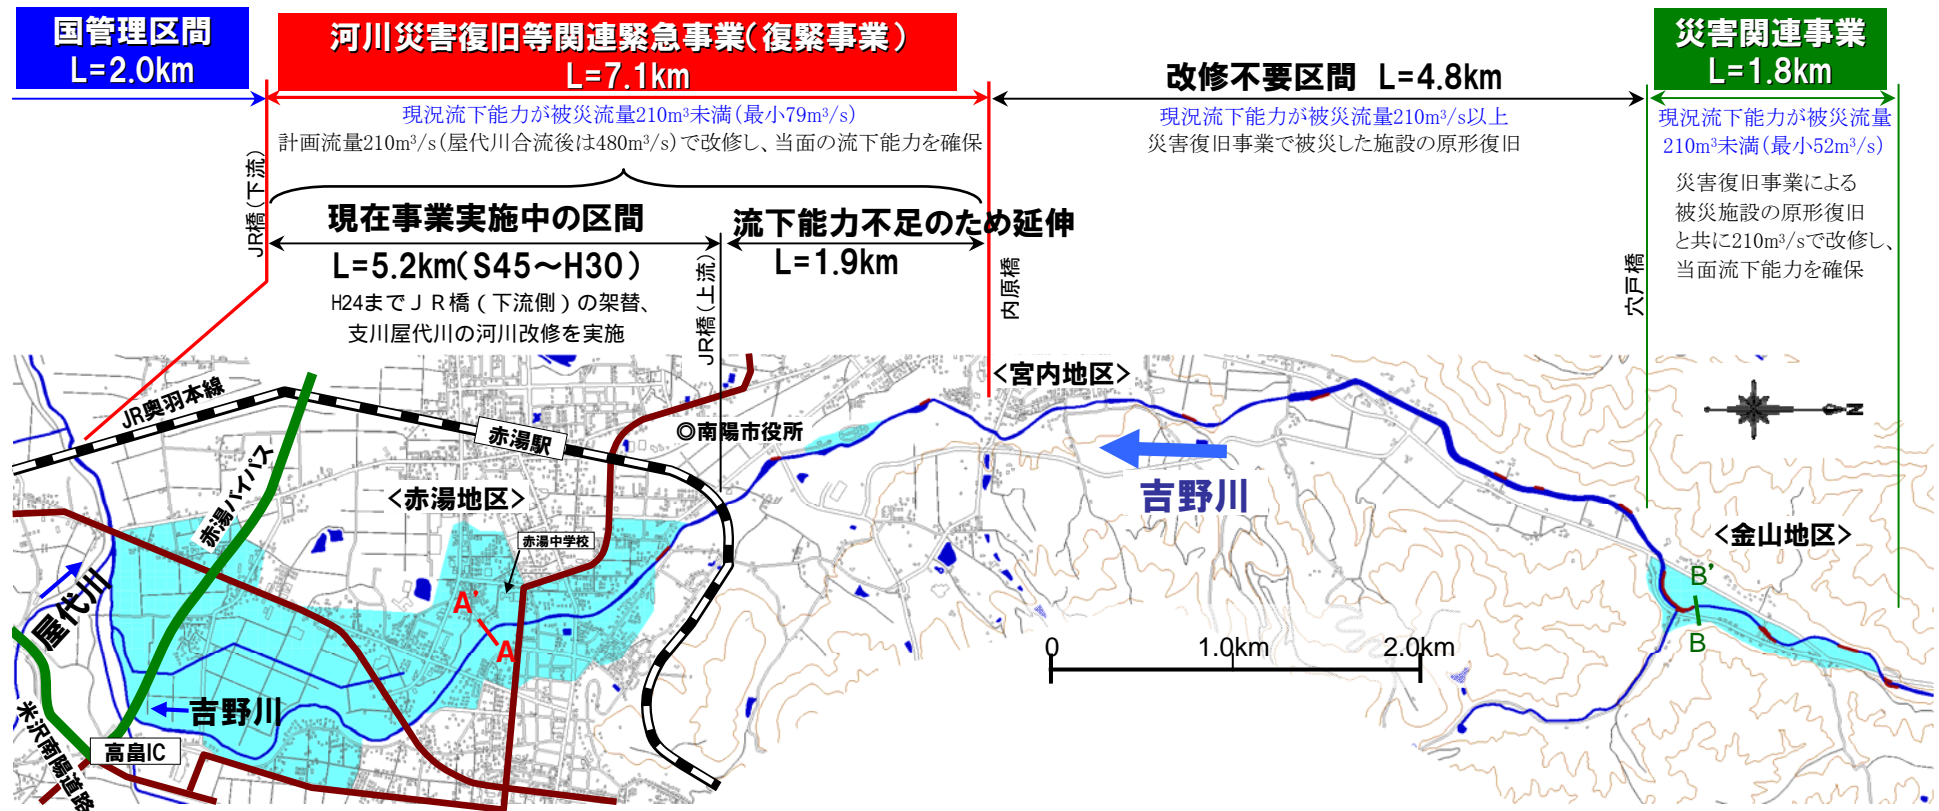 国管理区間
L=2.0km
河川災害復旧等関連緊急事業(復緊事業)
L=7.1km
災害関連事業
L=1.8km
改修不要区間 L=4.8km
現況流下能力が被災流量210m³未満(最小79m³/s)
計画流量210m³/s(屋代川合流後は480m³/s)で改修し、当面の流下能力を確保
現況流下能力が被災流量210m³/s以上
災害復旧事業で被災した施設の原形復旧
現況流下能力が被災流量
210m³未満(最小52m³/s)
災害復旧事業による
被災施設の原形復旧
と共に210m³/sで改修し、
当面流下能力を確保
JR橋(下流)
現在事業実施中の区間
L=5.2km(S45～H30)
H24までＪＲ橋(下流側)の架替、
支川屋代川の河川改修を実施
JR橋(上流)
流下能力不足のため延伸
L=1.9km
内原橋
穴戸橋
<宮内地区>
JR奥羽本線
赤湯駅
◎南陽市役所
赤湯バイパス
<赤湯地区>
赤湯中学校
吉野川
N
<金山地区>
A'
A
B'
B
屋代川
0 1.0km 2.0km
吉野川
高畠IC
米沢南陽道路